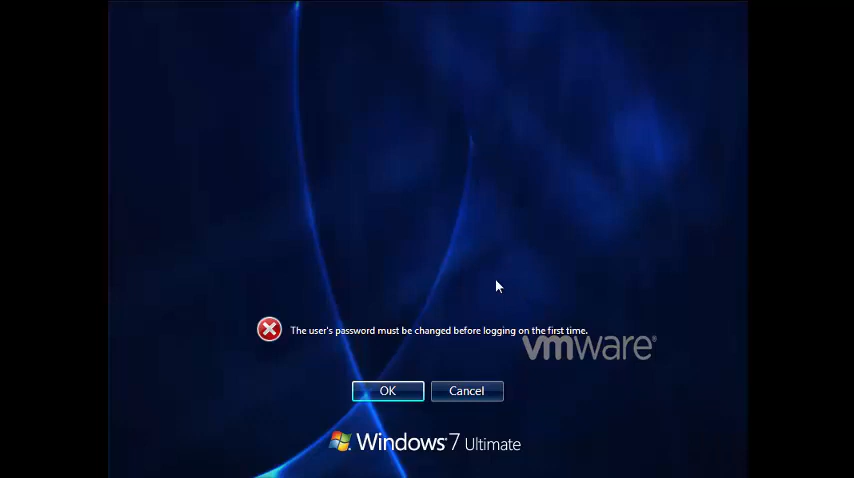 The user's password must be changed before logging on the first time.
vmware®
OK
Cancel
Windows® 7 Ultimate